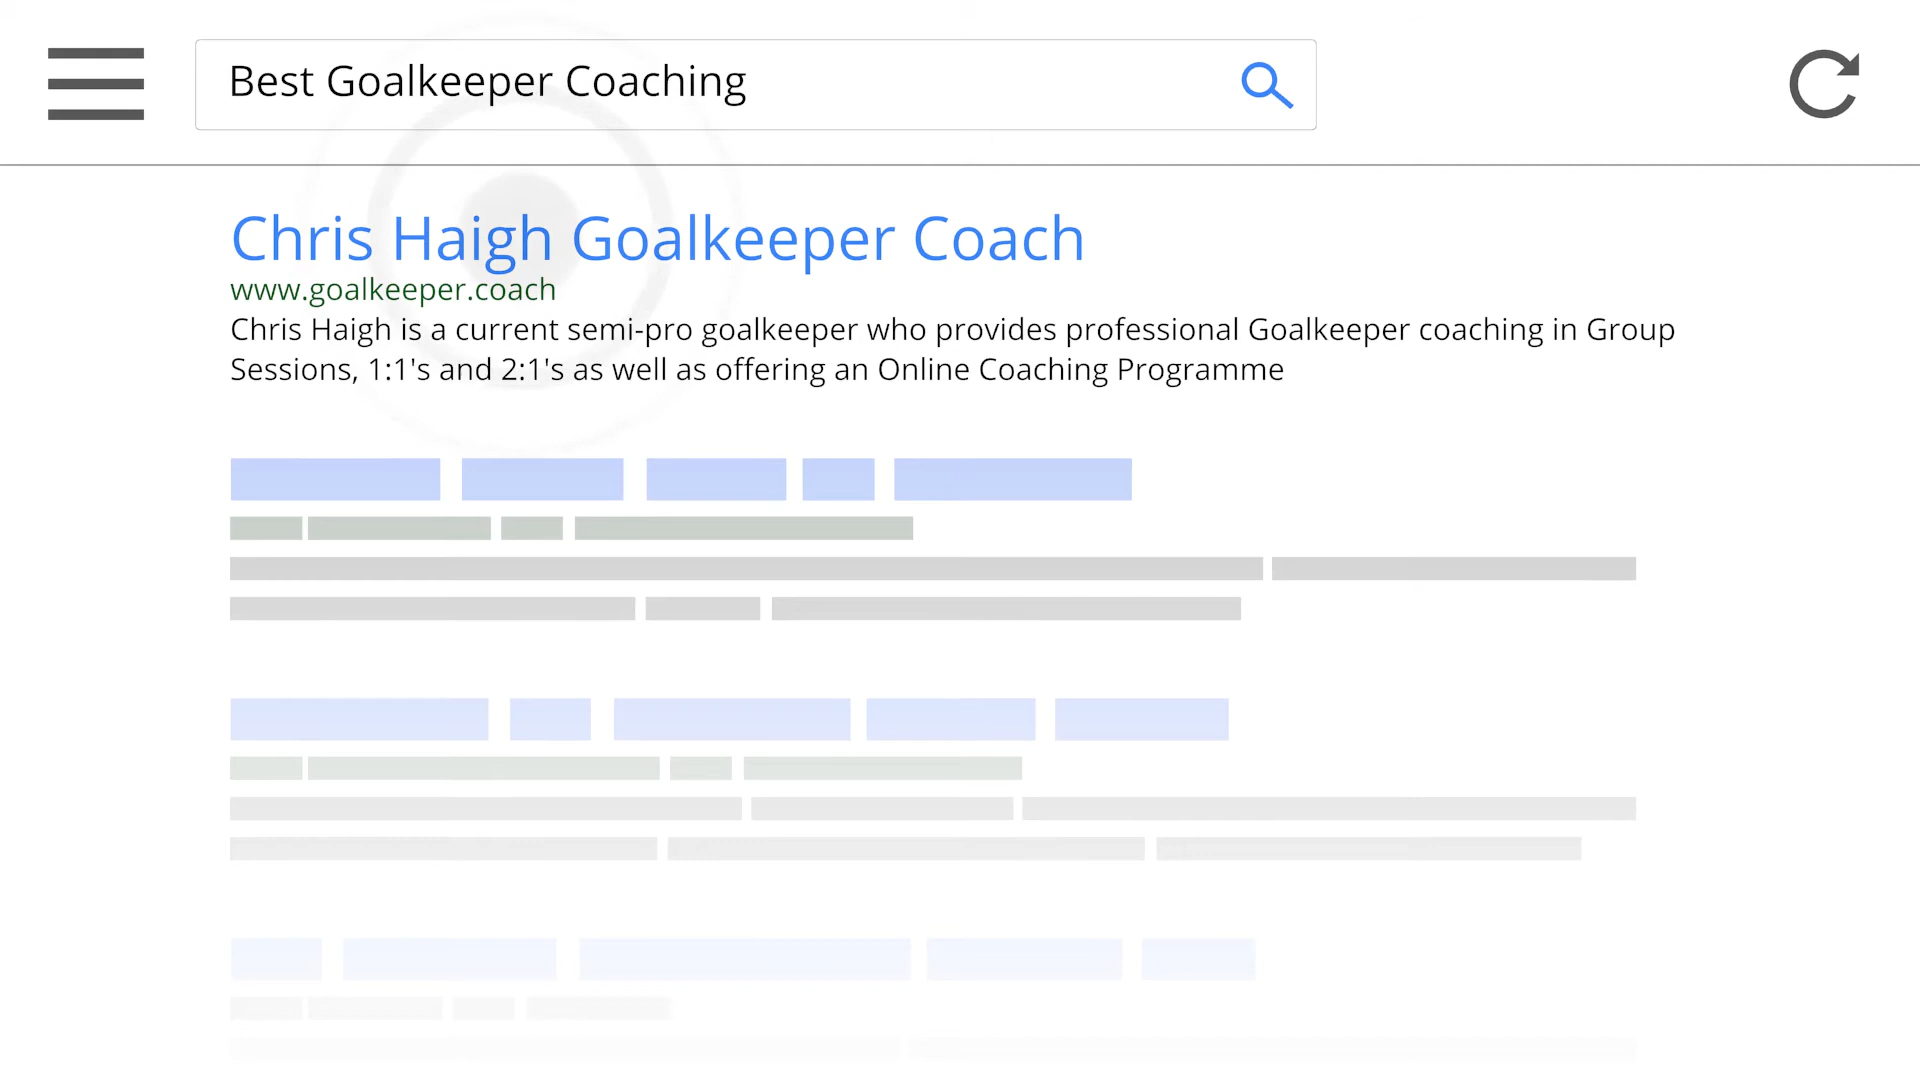 Best Goalkeeper Coaching
Chris Haigh Goalkeeper Coach
www.goalkeeper.coach
Chris Haigh is a current semi-pro goalkeeper who provides professional Goalkeeper coaching in Group
Sessions, 1:1's and 2:1's as well as offering an Online Coaching Programme